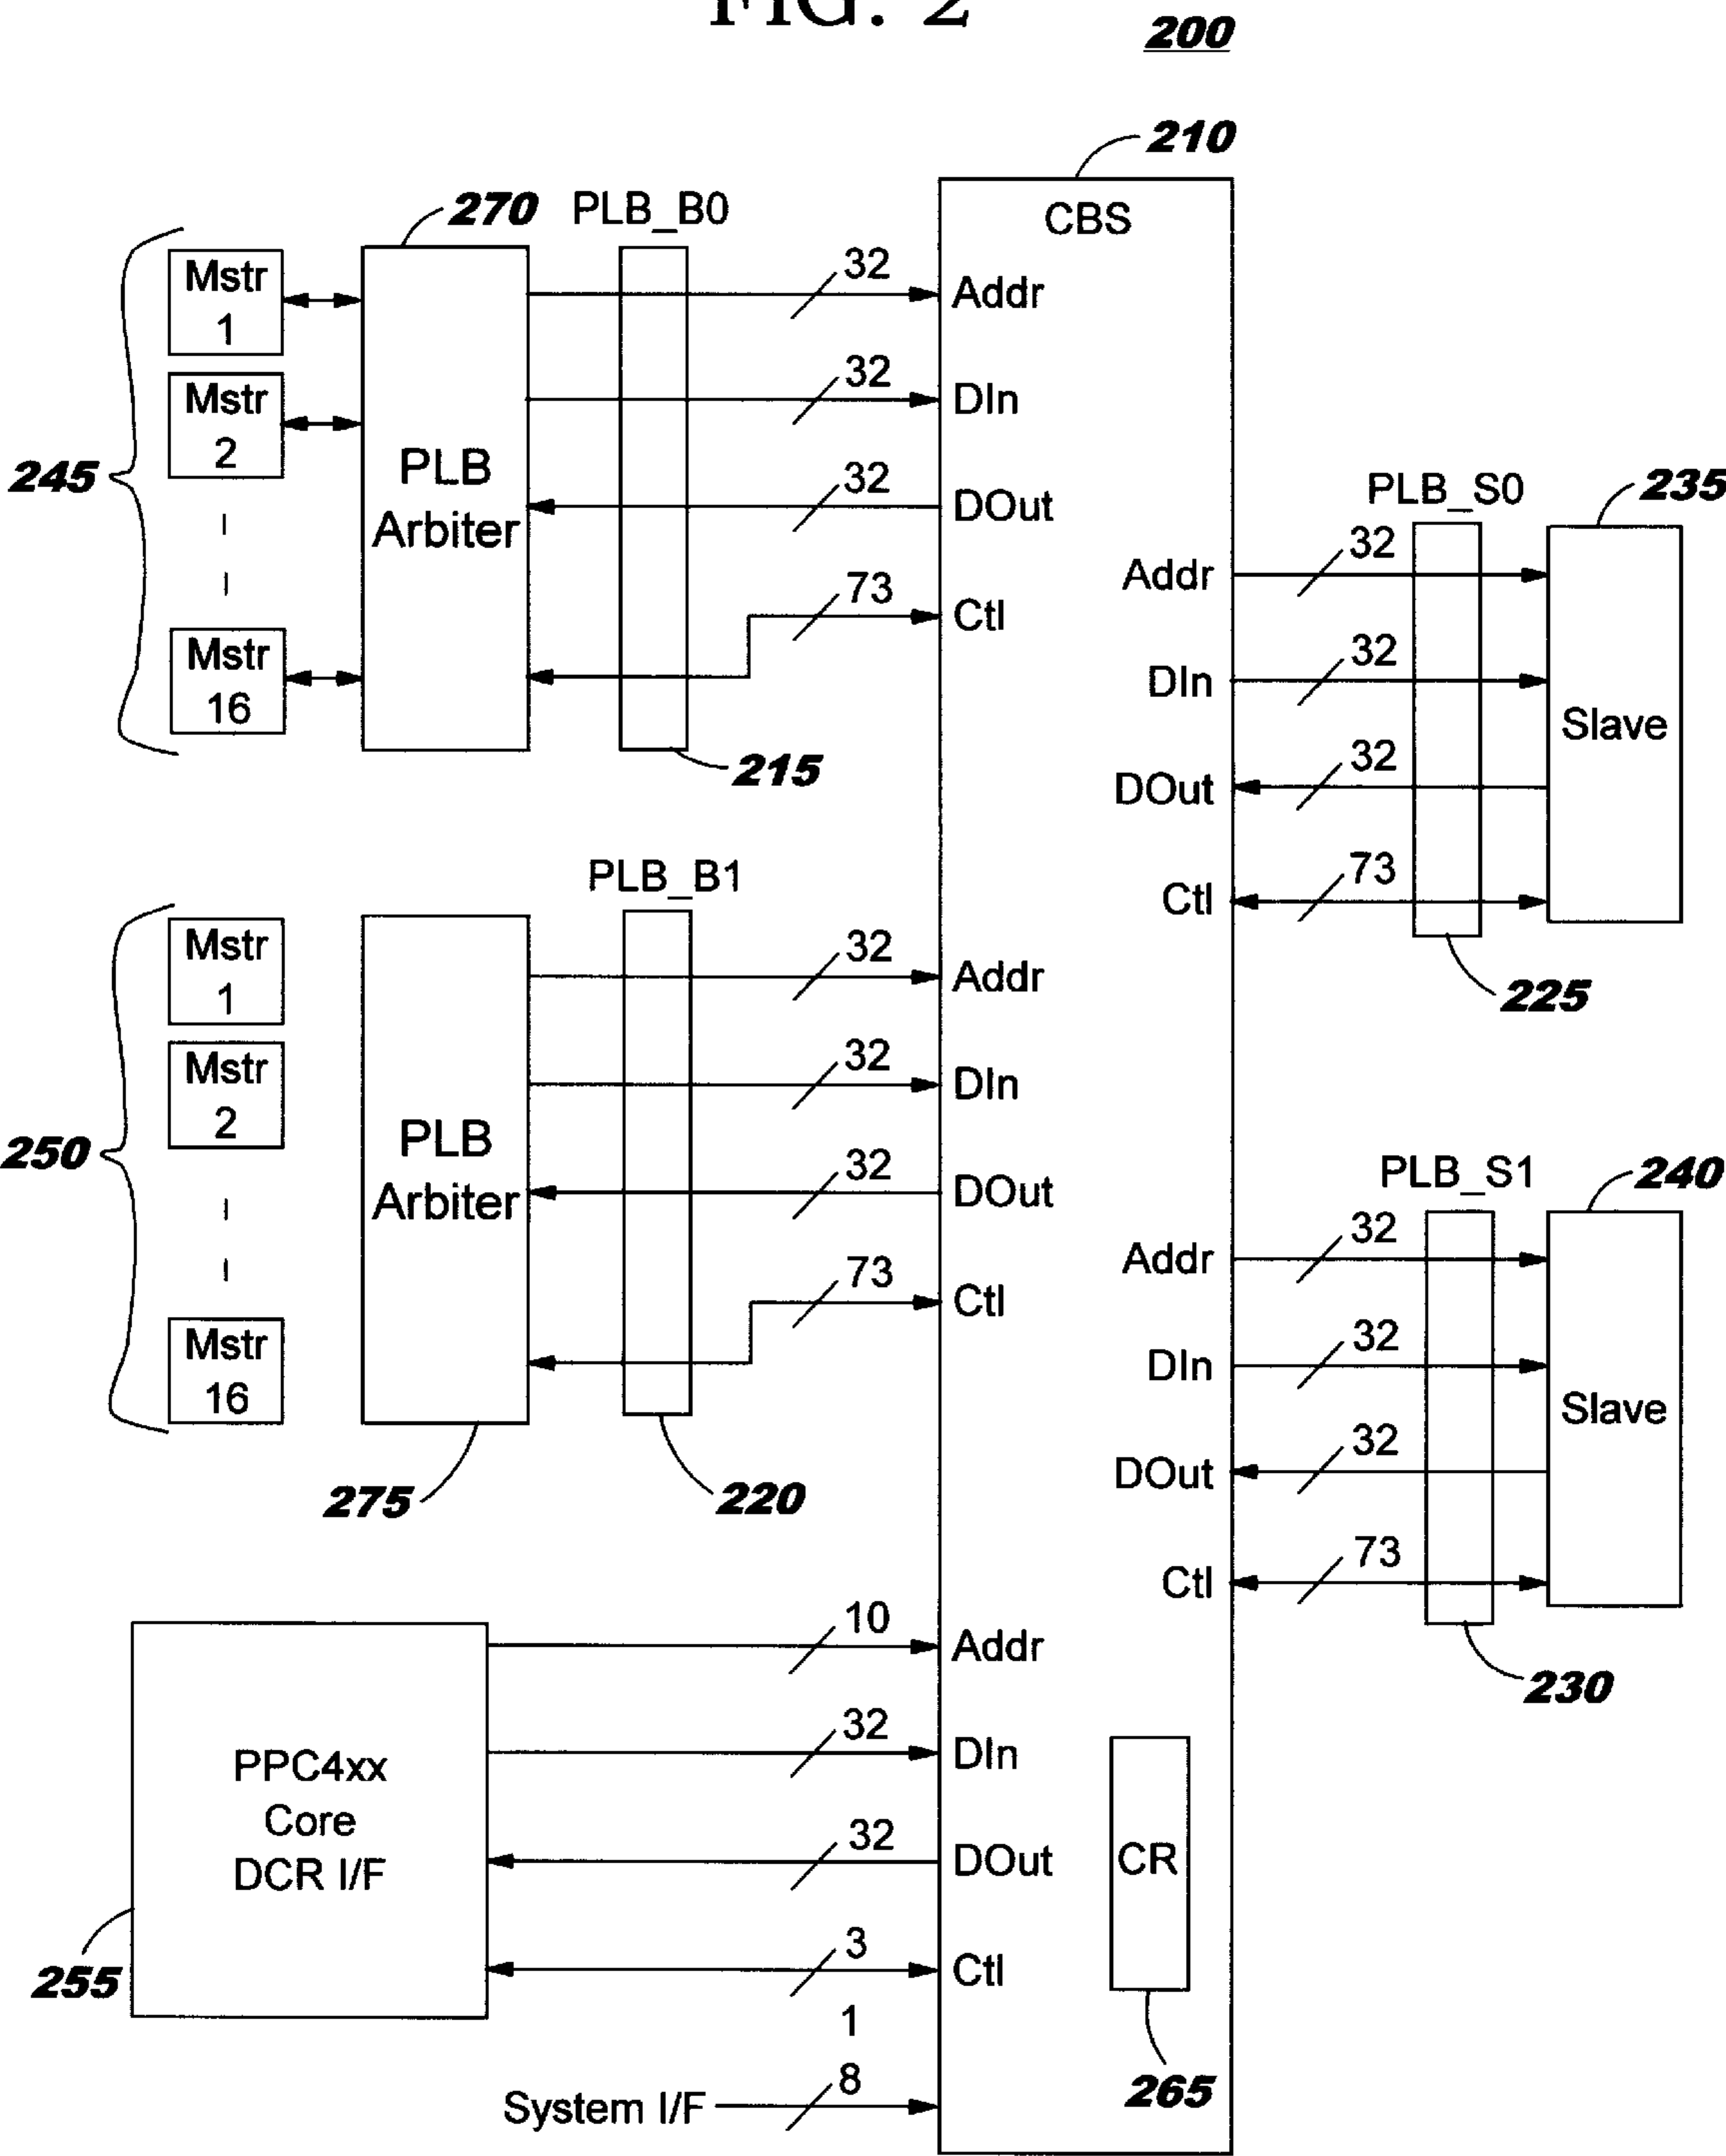 FIG. 2
200
210
CBS
270
PLB_B0
Mstr
1
Mstr
2
Mstr
16
245
PLB
Arbiter
32
Addr
32
DIn
32
DOut
73
Ctl
215
PLB_S0
235
32
Addr
32
DIn
32
DOut
73
Ctl
Slave
225
PLB_B1
Mstr
1
Mstr
2
Mstr
16
250
PLB
Arbiter
32
Addr
32
DIn
32
DOut
73
Ctl
275
220
PLB_S1
240
32
Addr
32
DIn
32
DOut
73
Ctl
Slave
230
PPC4xx
Core
DCR I/F
255
10
Addr
32
DIn
32
DOut
3
Ctl
1
8
System I/F
CR
265